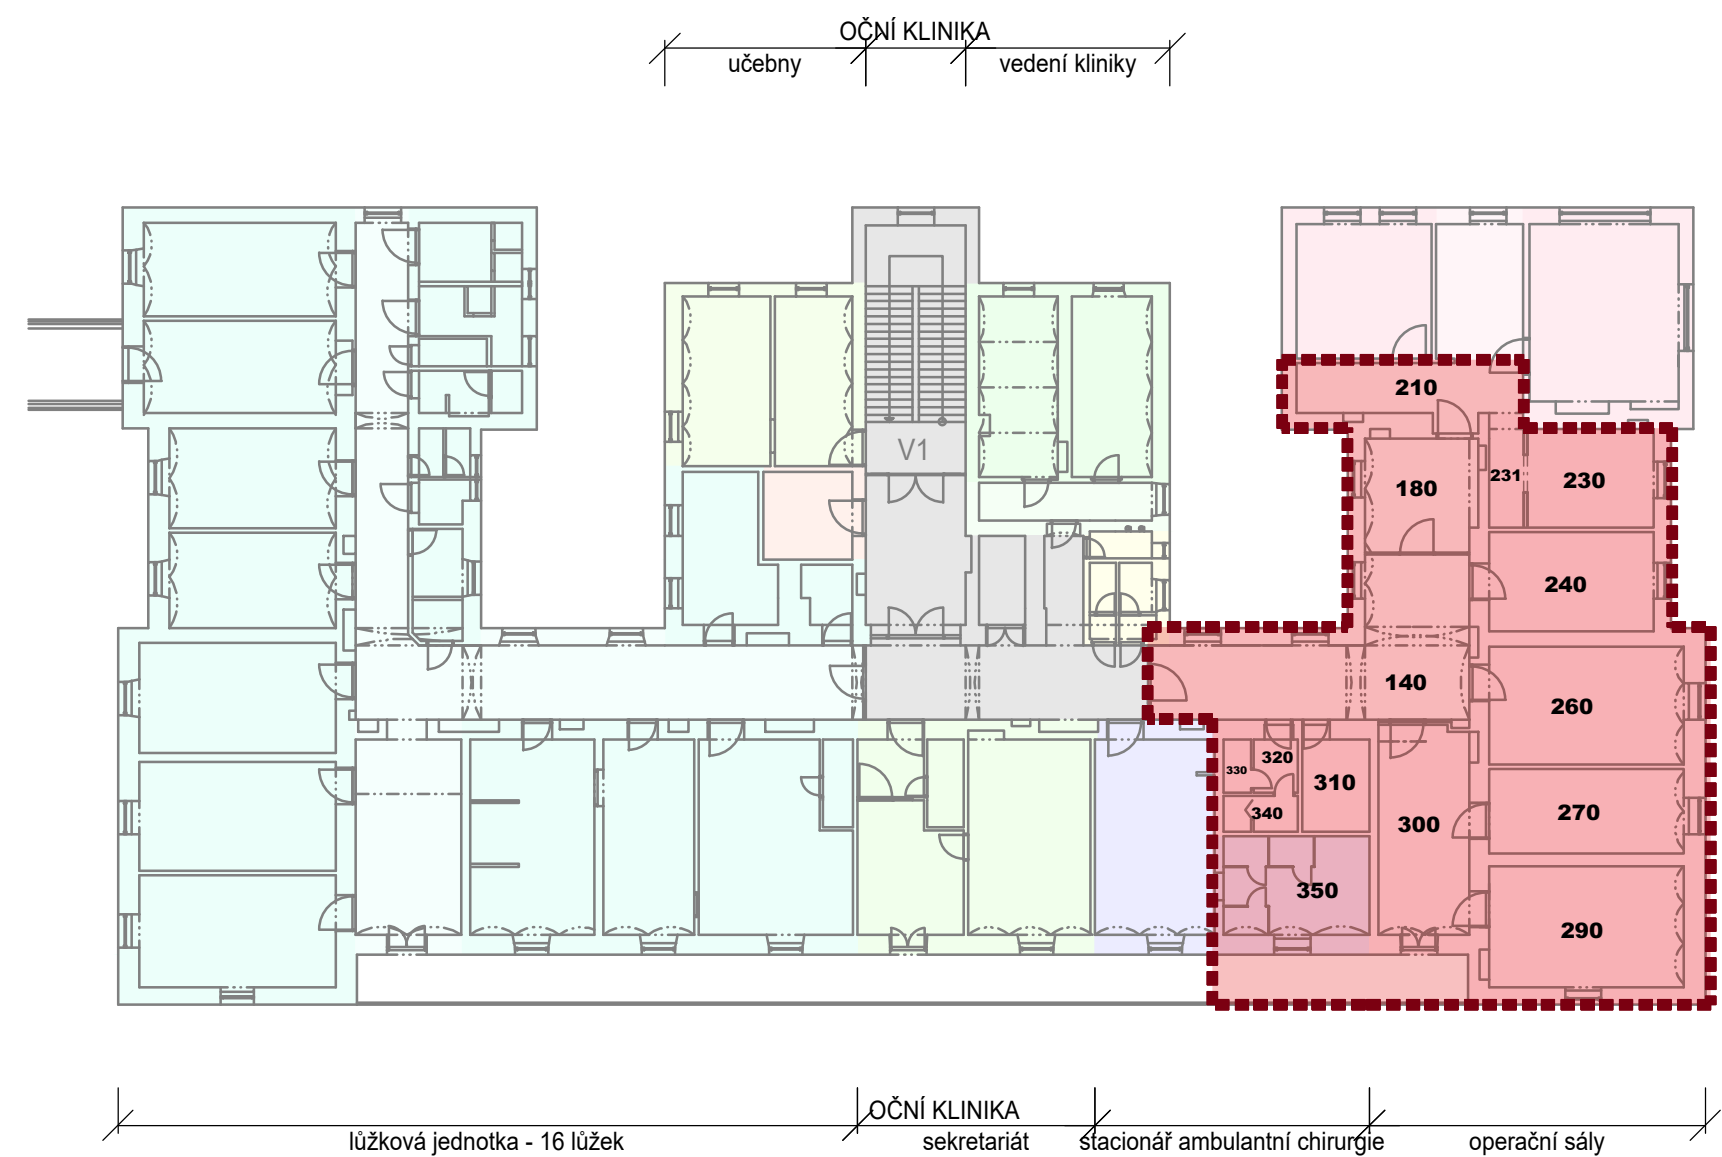 OČNÍ KLINIKA
učebny
vedení kliniky
210
V1
180
231
230
240
140
260
330
320
310
340
300
270
350
290
OČNÍ KLINIKA
lůžková jednotka - 16 lůžek
sekretariát
stacionář ambulantní chirurgie
operační sály